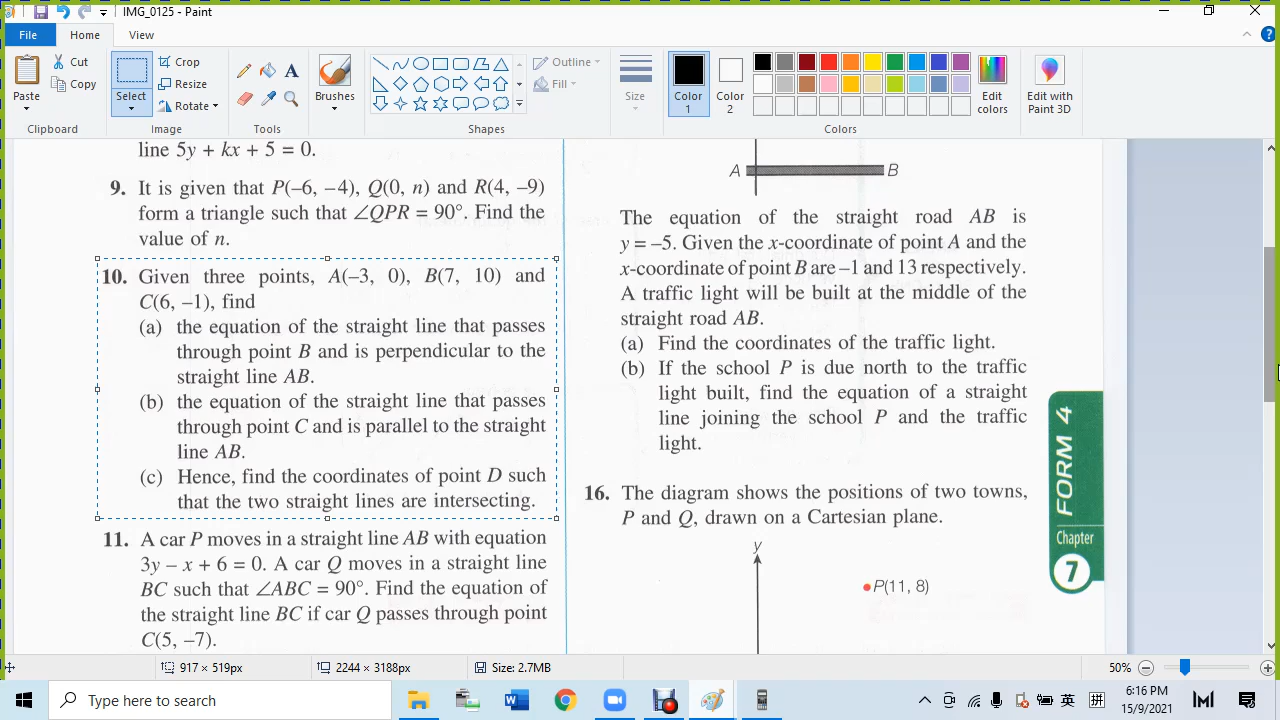 IMG_0125 - Paint
File
Home
View
Paste
Cut
Copy
Clipboard
Select
Crop
Resize
Rotate
Image
A
Tools
Brushes
Outline
Fill
Shapes
Size
Color 1
Color 2
Edit colors
Edit with Paint 3D
Colors
line 5y + kx + 5 = 0.
9. It is given that P(–6, –4), Q(0, n) and R(4, –9)
form a triangle such that ∠QPR = 90°. Find the
value of n.
10. Given three points, A(–3, 0), B(7, 10) and
C(6, –1), find
(a) the equation of the straight line that passes
through point B and is perpendicular to the
straight line AB.
(b) the equation of the straight line that passes
through point C and is parallel to the straight
line AB.
(c) Hence, find the coordinates of point D such
that the two straight lines are intersecting.
11. A car P moves in a straight line AB with equation
3y – x + 6 = 0. A car Q moves in a straight line
BC such that ∠ABC = 90°. Find the equation of
the straight line BC if car Q passes through point
C(5, –7).
A B
The equation of the straight road AB is
y = –5. Given the x-coordinate of point A and the
x-coordinate of point B are –1 and 13 respectively.
A traffic light will be built at the middle of the
straight road AB.
(a) Find the coordinates of the traffic light.
(b) If the school P is due north to the traffic
light built, find the equation of a straight
line joining the school P and the traffic
light.
16. The diagram shows the positions of two towns,
P and Q, drawn on a Cartesian plane.
y
P(11, 8)
FORM 4
Chapter
7
917 × 519px
2244 × 3188px
Size: 2.7MB
50%
Type here to search
英
拼
6:16 PM
15/9/2021